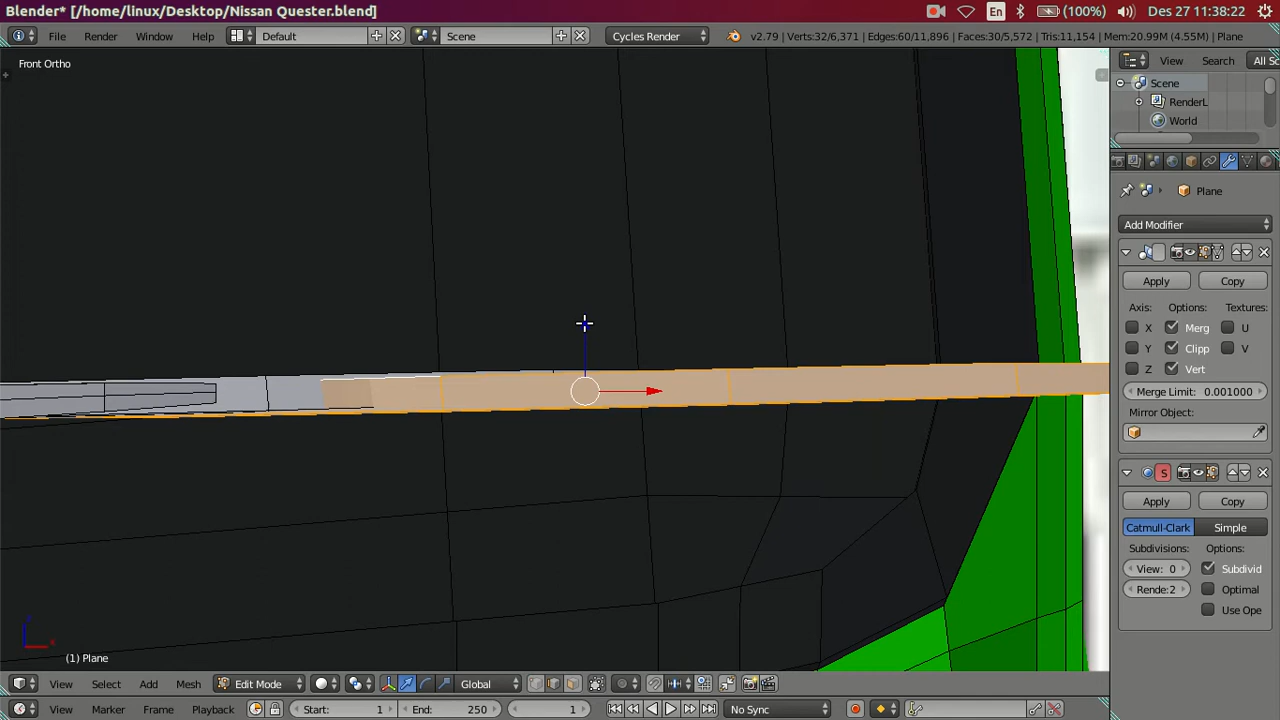 Blender* [/home/linux/Desktop/Nissan Quester.blend] En (100%) Des 27 11:38:22
File Render Window Help Default Scene Cycles Render v2.79 | Verts:32/6,371 | Edges:60/11,896 | Faces:30/5,572 | Tris:11,154 | Mem:20.99M (4.55M) | Plane
Front Ortho
View Search All Sc
Scene
RenderL
World
Plane
Add Modifier
Apply Copy
Axis: Options: Textures:
X Merg U
Y Clipp V
Z Vert
Merge Limit: 0.001000
Mirror Object:
S
Apply Copy
Catmull-Clark Simple
Subdivisions: Options:
View: 0 Subdivid
Rende: 2 Optimal
Use Ope
z
x
(1) Plane
View Select Add Mesh Edit Mode Global
View Marker Frame Playback Start: 1 End: 250 1 No Sync